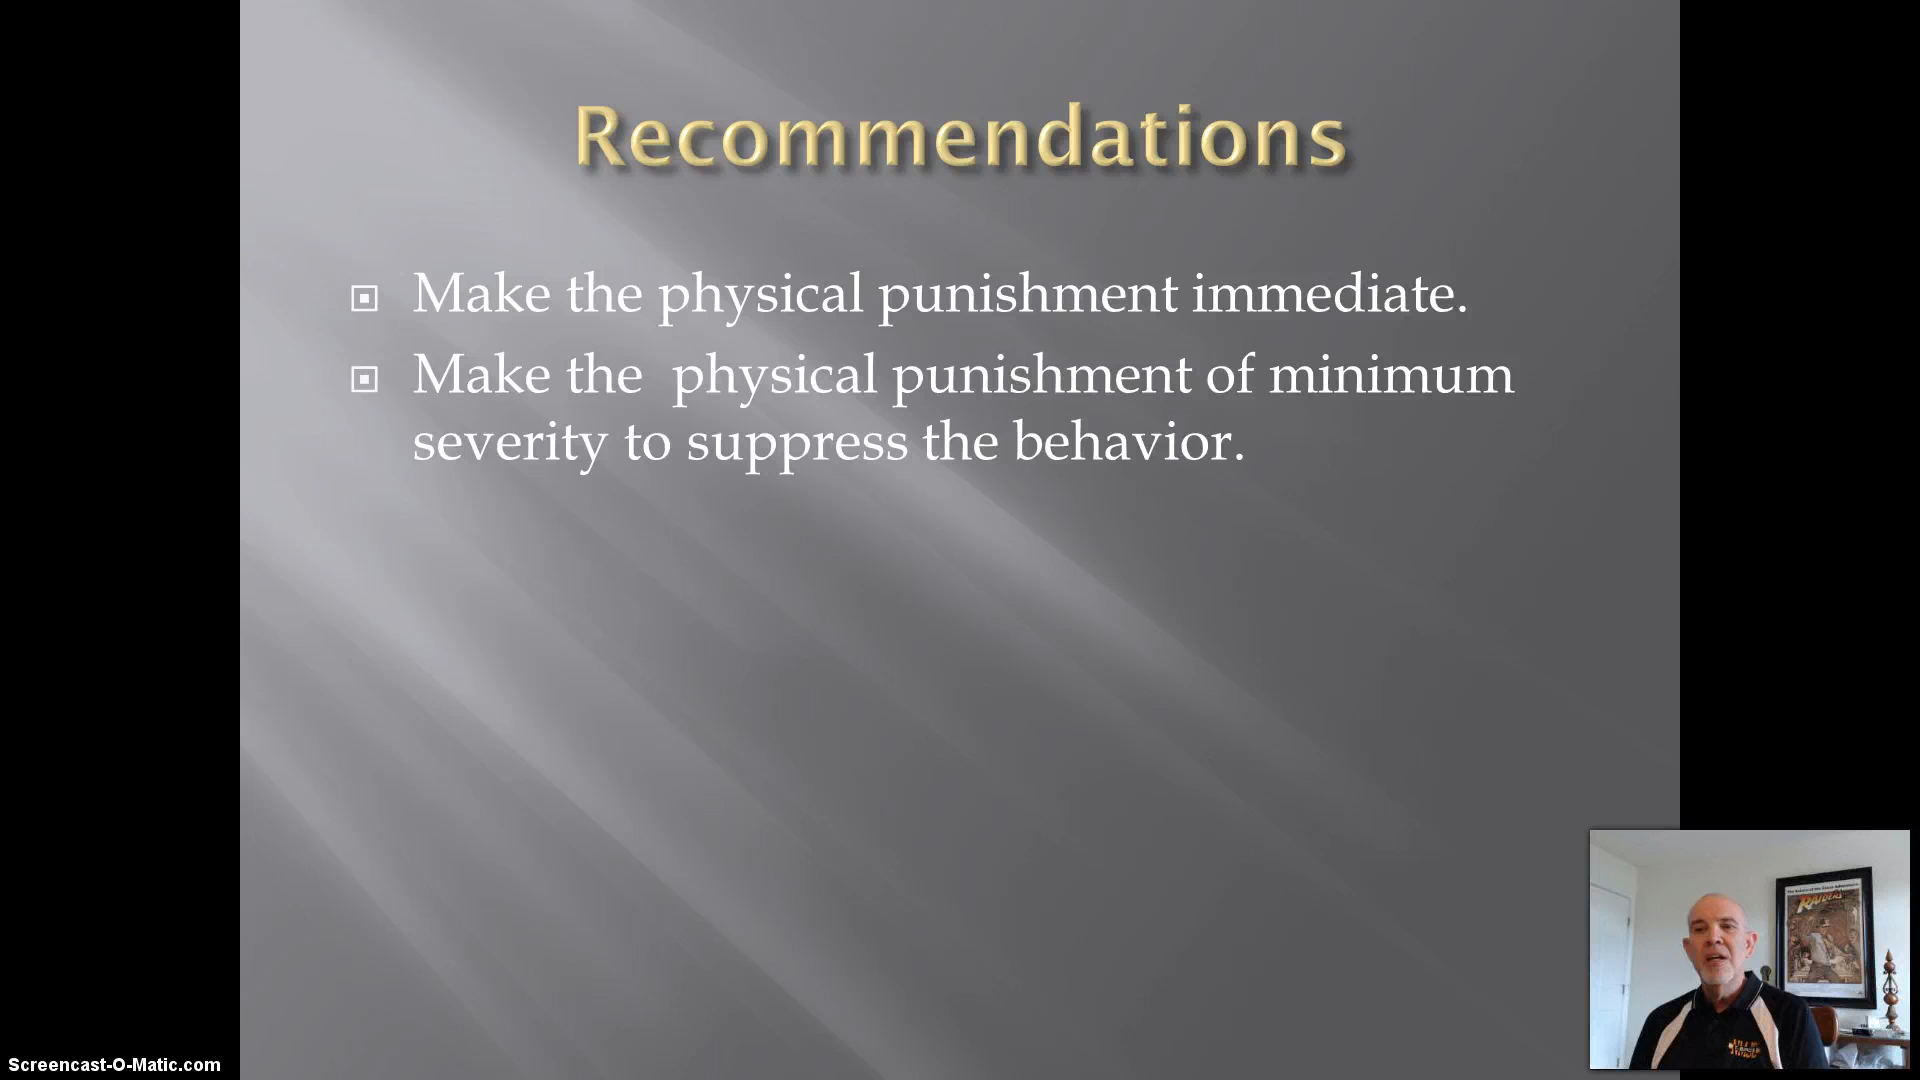 Recommendations
Make the physical punishment immediate.
Make the  physical punishment of minimum
severity to suppress the behavior.
RAIDERS
Screencast-O-Matic.com